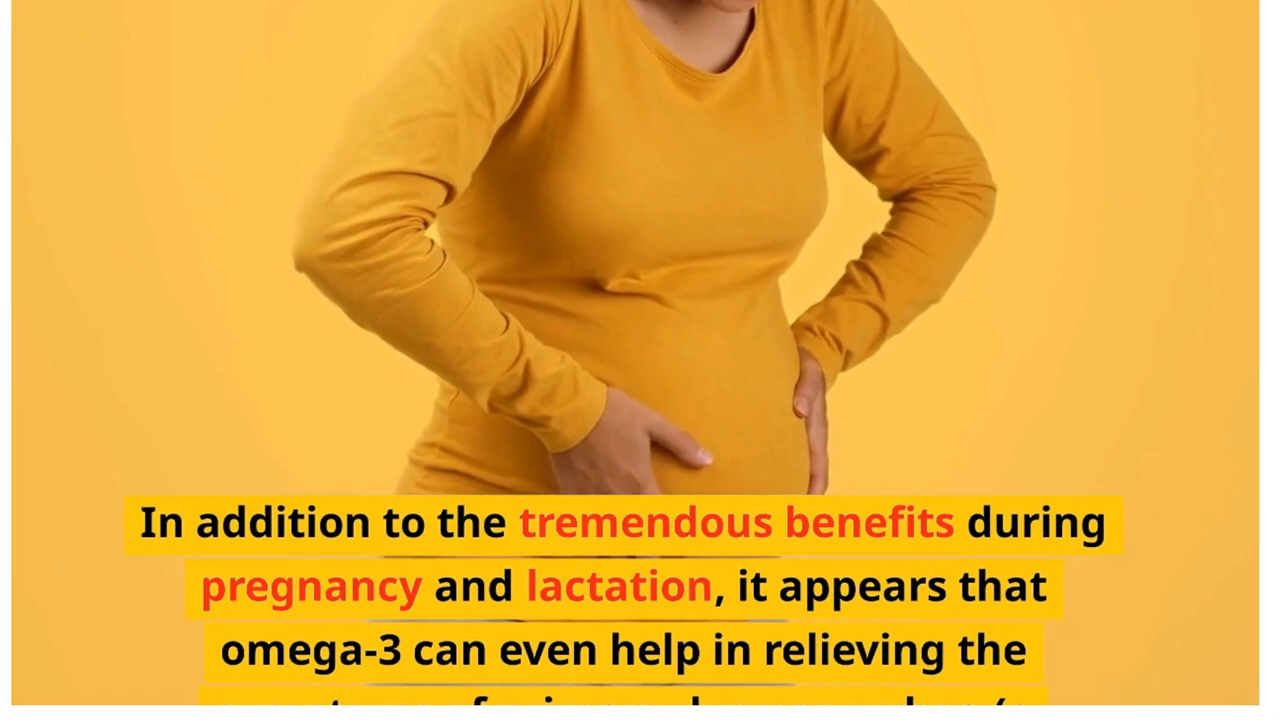 In addition to the tremendous benefits during
pregnancy and lactation, it appears that
omega-3 can even help in relieving the